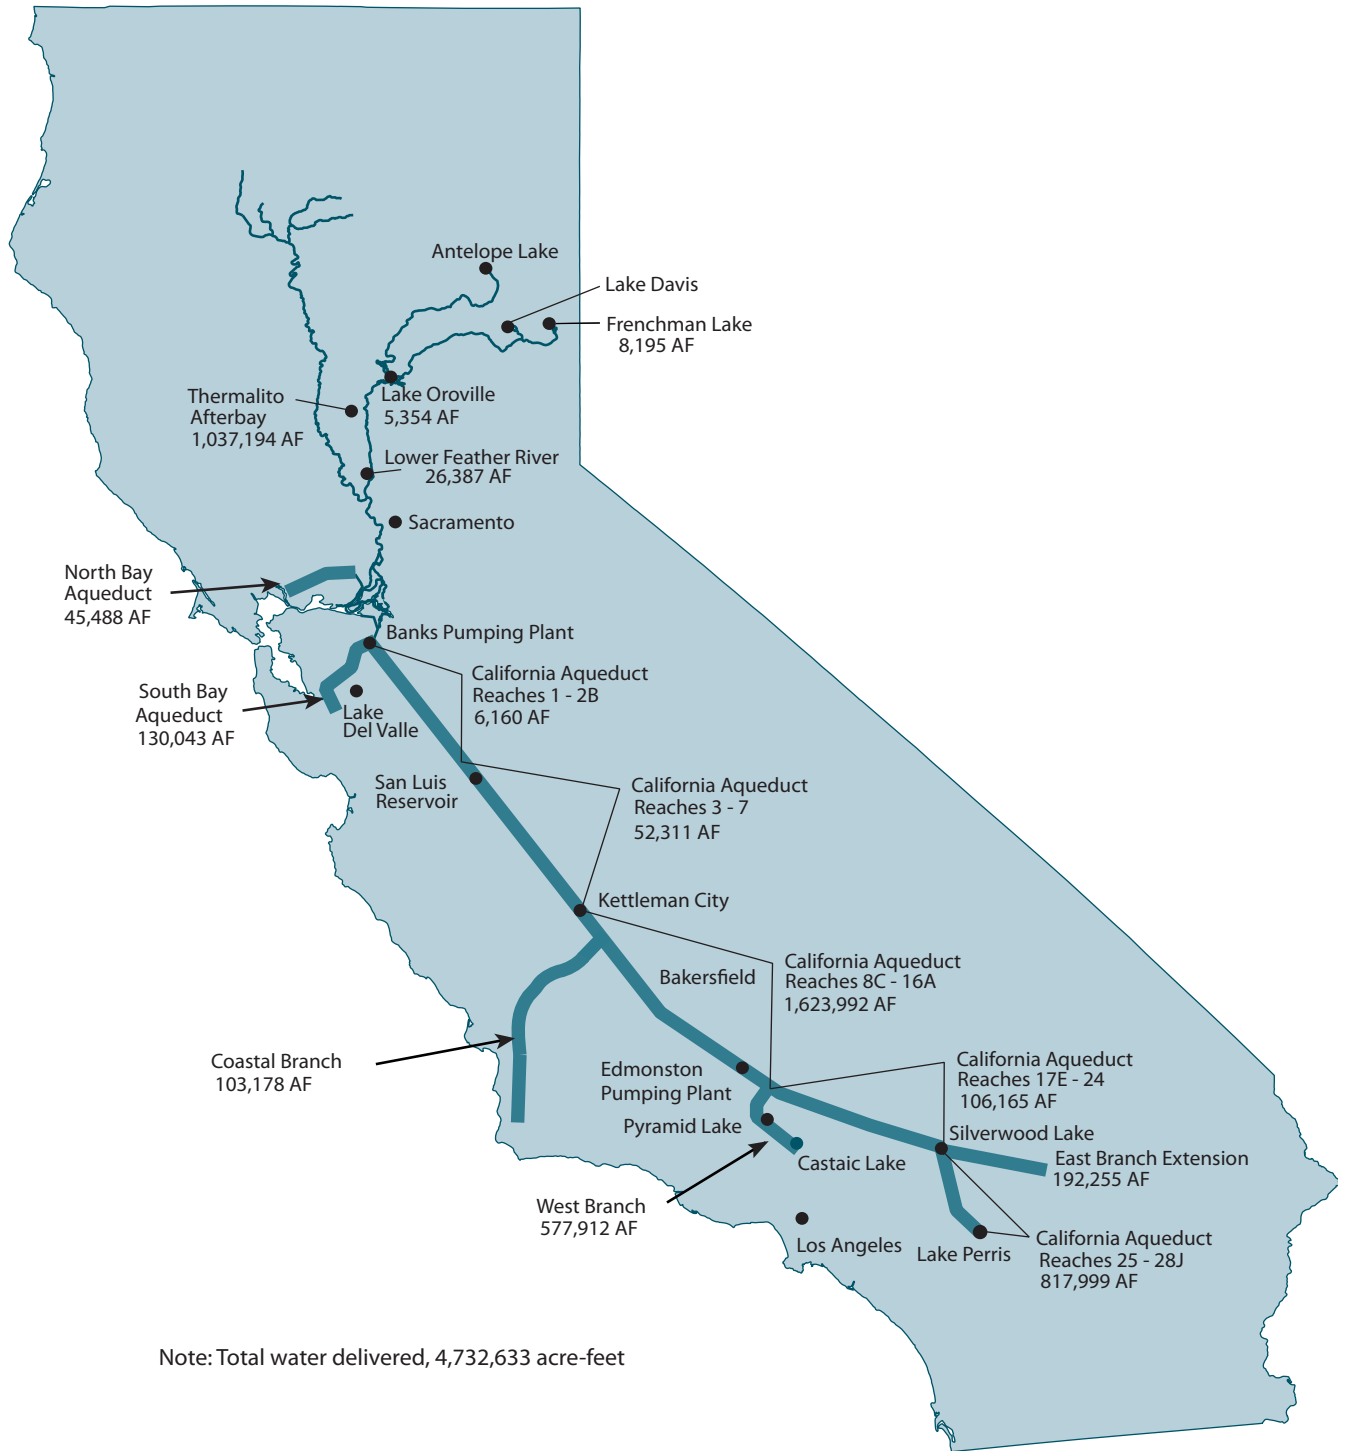 Antelope Lake
Lake Davis
Frenchman Lake
8,195 AF
Thermalito
Afterbay
1,037,194 AF
Lake Oroville
5,354 AF
Lower Feather River
26,387 AF
Sacramento
North Bay
Aqueduct
45,488 AF
Banks Pumping Plant
South Bay
Aqueduct
130,043 AF
Lake
Del Valle
California Aqueduct
Reaches 1 - 2B
6,160 AF
San Luis
Reservoir
California Aqueduct
Reaches 3 - 7
52,311 AF
Kettleman City
Bakersfield
California Aqueduct
Reaches 8C - 16A
1,623,992 AF
Coastal Branch
103,178 AF
Edmonston
Pumping Plant
Pyramid Lake
California Aqueduct
Reaches 17E - 24
106,165 AF
Silverwood Lake
Castaic Lake
East Branch Extension
192,255 AF
West Branch
577,912 AF
Los Angeles
Lake Perris
California Aqueduct
Reaches 25 - 28J
817,999 AF
Note: Total water delivered, 4,732,633 acre-feet